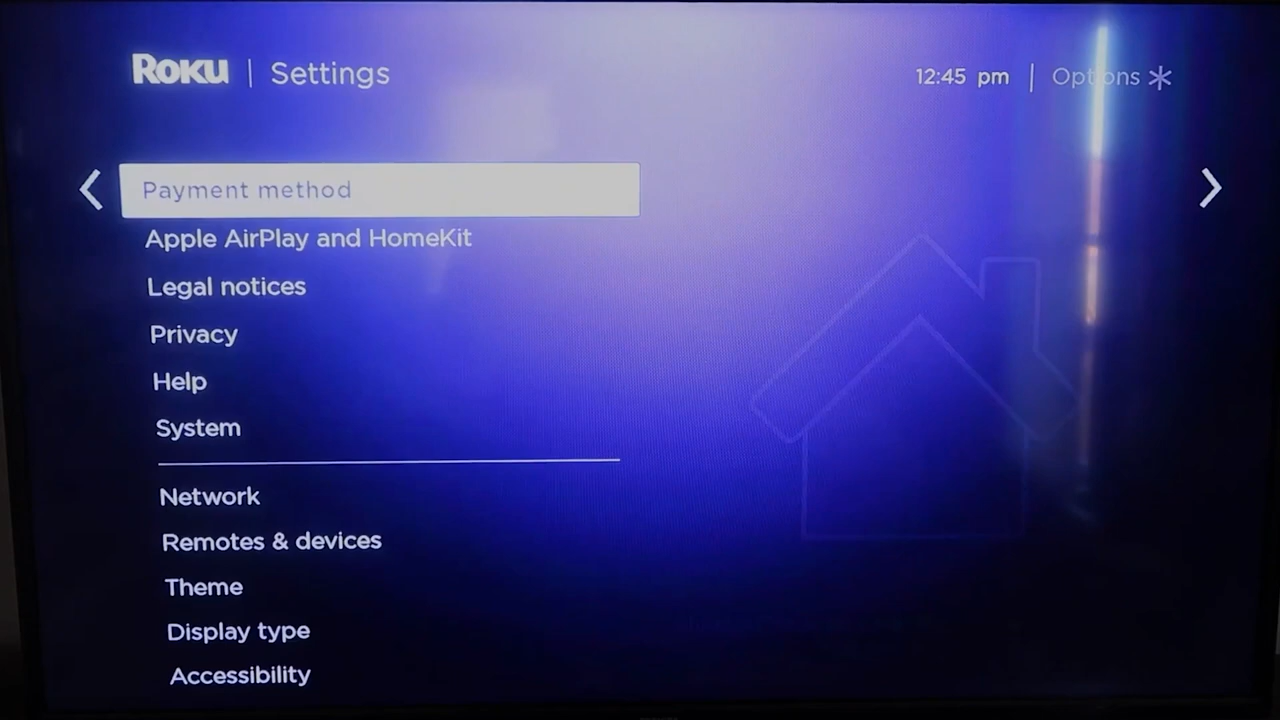 Roku | Settings
12:45 pm | Options
Payment method
Apple AirPlay and HomeKit
Legal notices
Privacy
Help
System
Network
Remotes & devices
Theme
Display type
Accessibility